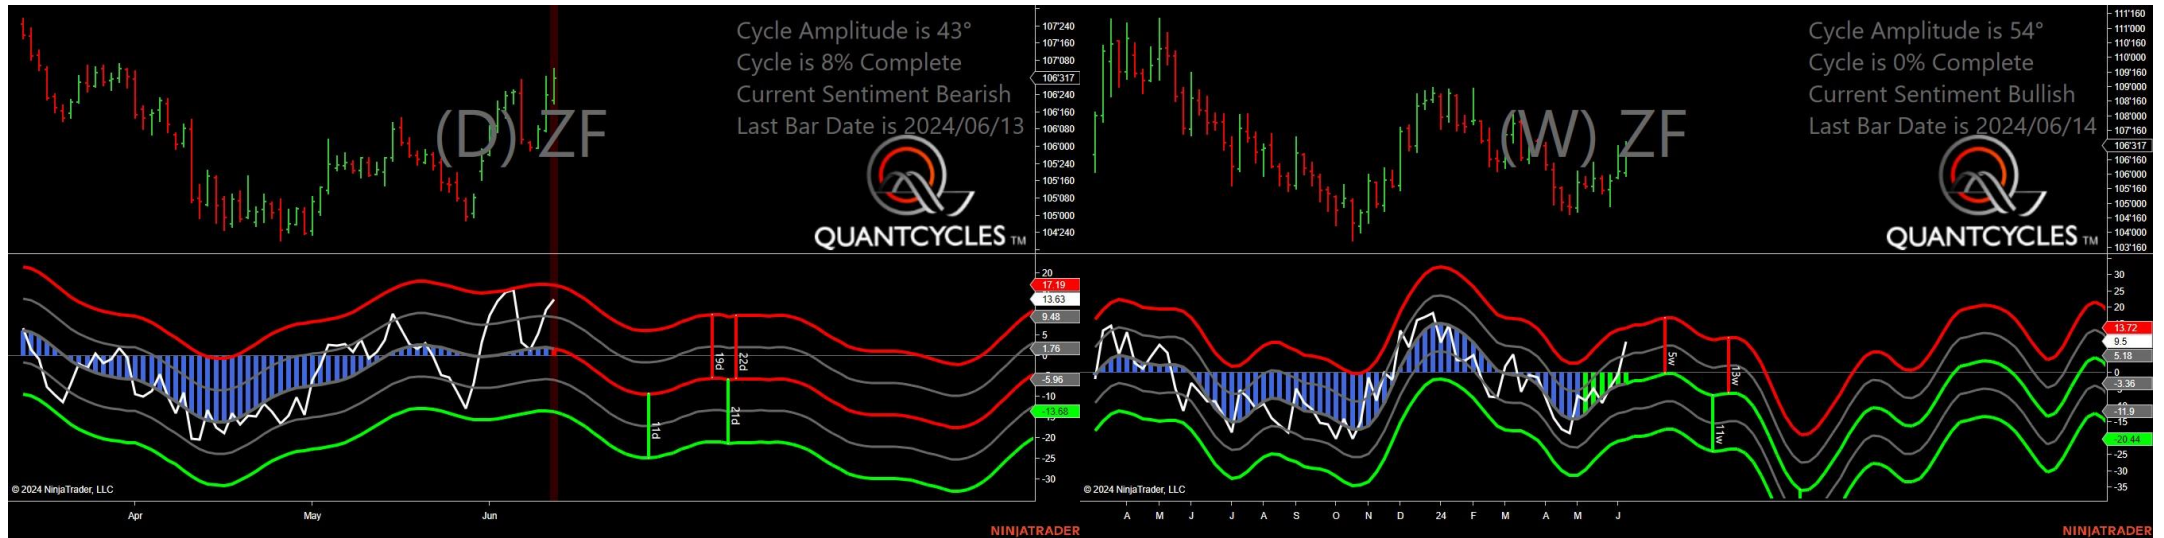 Cycle Amplitude is 43°
Cycle is 8% Complete
Current Sentiment Bearish
Last Bar Date is 2024/06/13
(D) ZF
QUANTCYCLES TM
107'240
107'160
107'080
106'317
106'240
106'160
106'080
106'000
105'240
105'160
105'080
105'000
104'240
20
17.19
13.63
9.48
5
1.76
0
-5.96
-10
-13.68
-20
-25
-30
19d
22d
11d
21d
© 2024 NinjaTrader, LLC
Apr
May
Jun
NINJATRADER
Cycle Amplitude is 54°
Cycle is 0% Complete
Current Sentiment Bullish
Last Bar Date is 2024/06/14
(W) ZF
QUANTCYCLES TM
111'160
111'000
110'160
110'000
109'160
109'000
108'160
108'000
107'160
106'317
106'160
106'000
105'160
105'000
104'160
104'000
103'160
30
25
20
13.72
9.5
5.18
0
-3.36
-11.9
-15
-20.44
-25
-30
-35
5w
13w
11w
© 2024 NinjaTrader, LLC
A M J J A S O N D 24 F M A M J
NINJATRADER